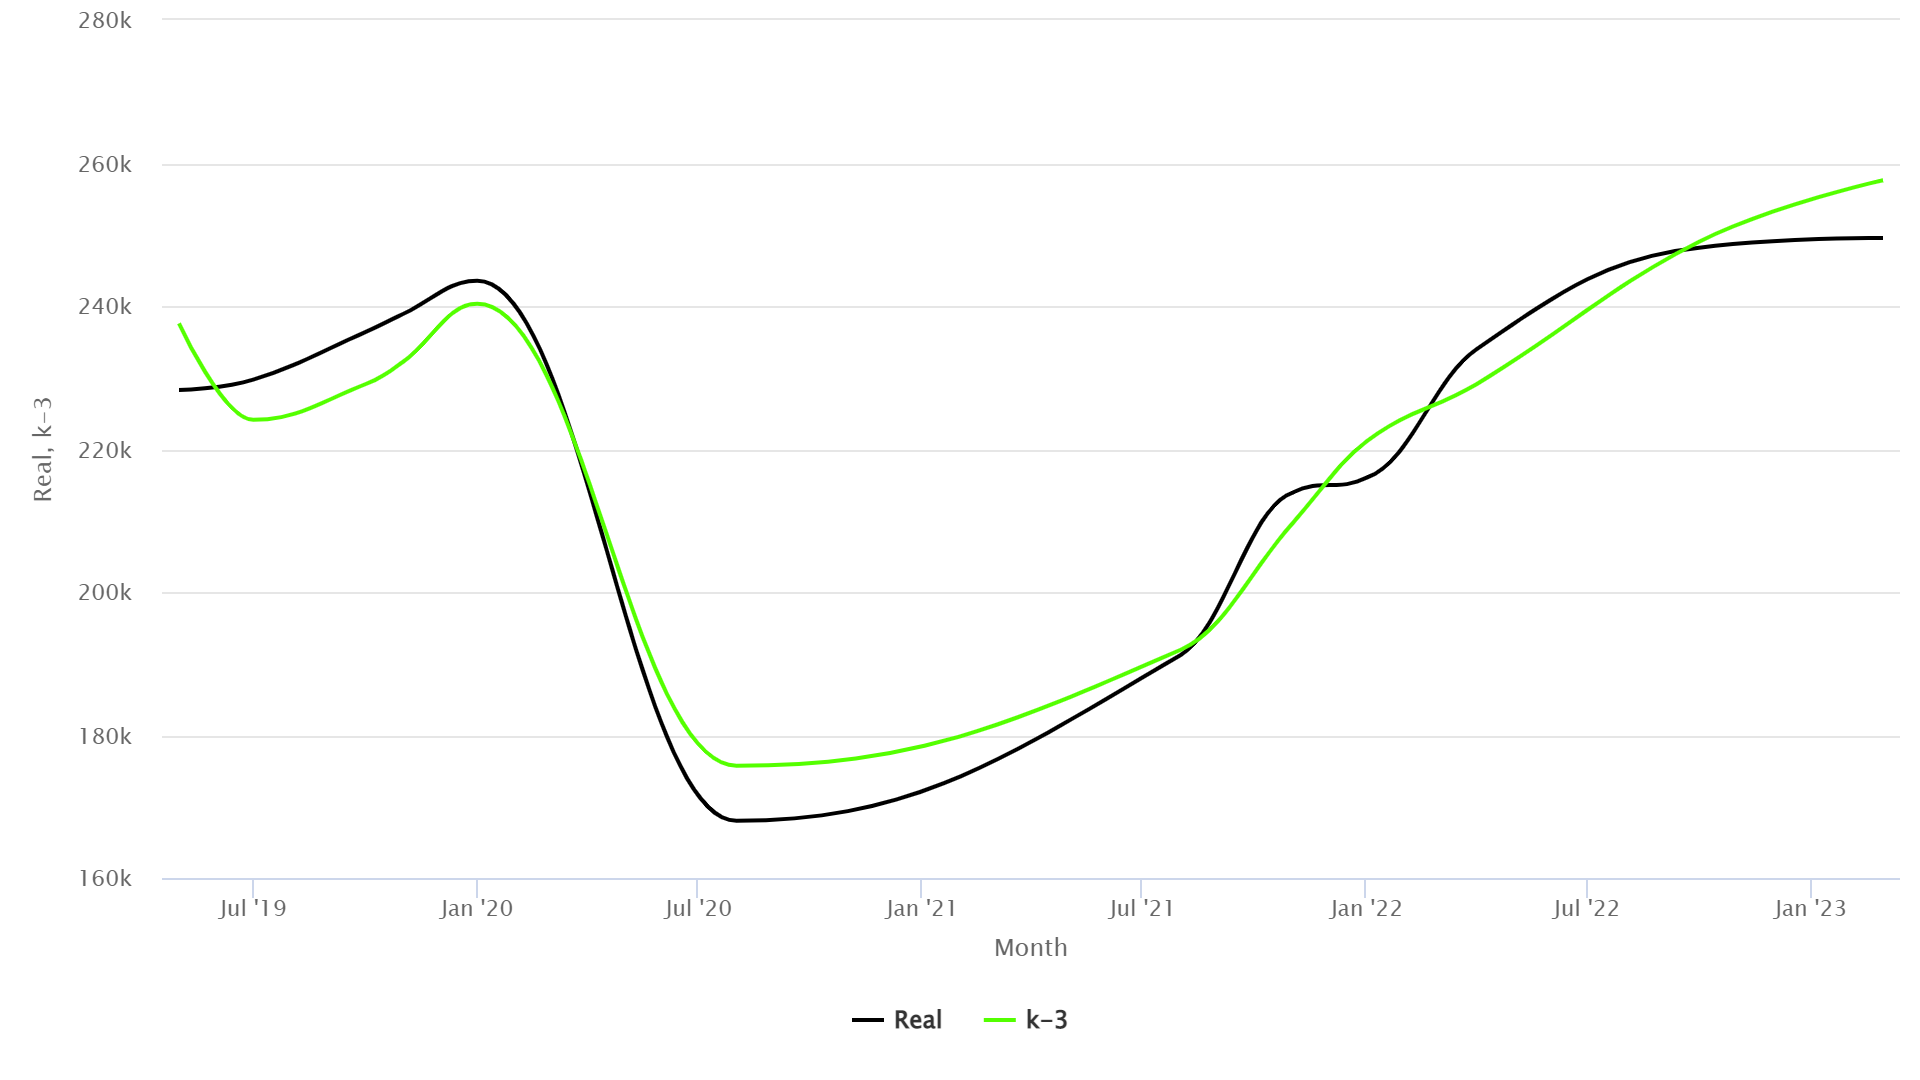 280k
260k
240k
220k
200k
180k
160k
Real, k-3
Jul '19 Jan '20 Jul '20 Jan '21 Jul '21 Jan '22 Jul '22 Jan '23
Month
Real k-3